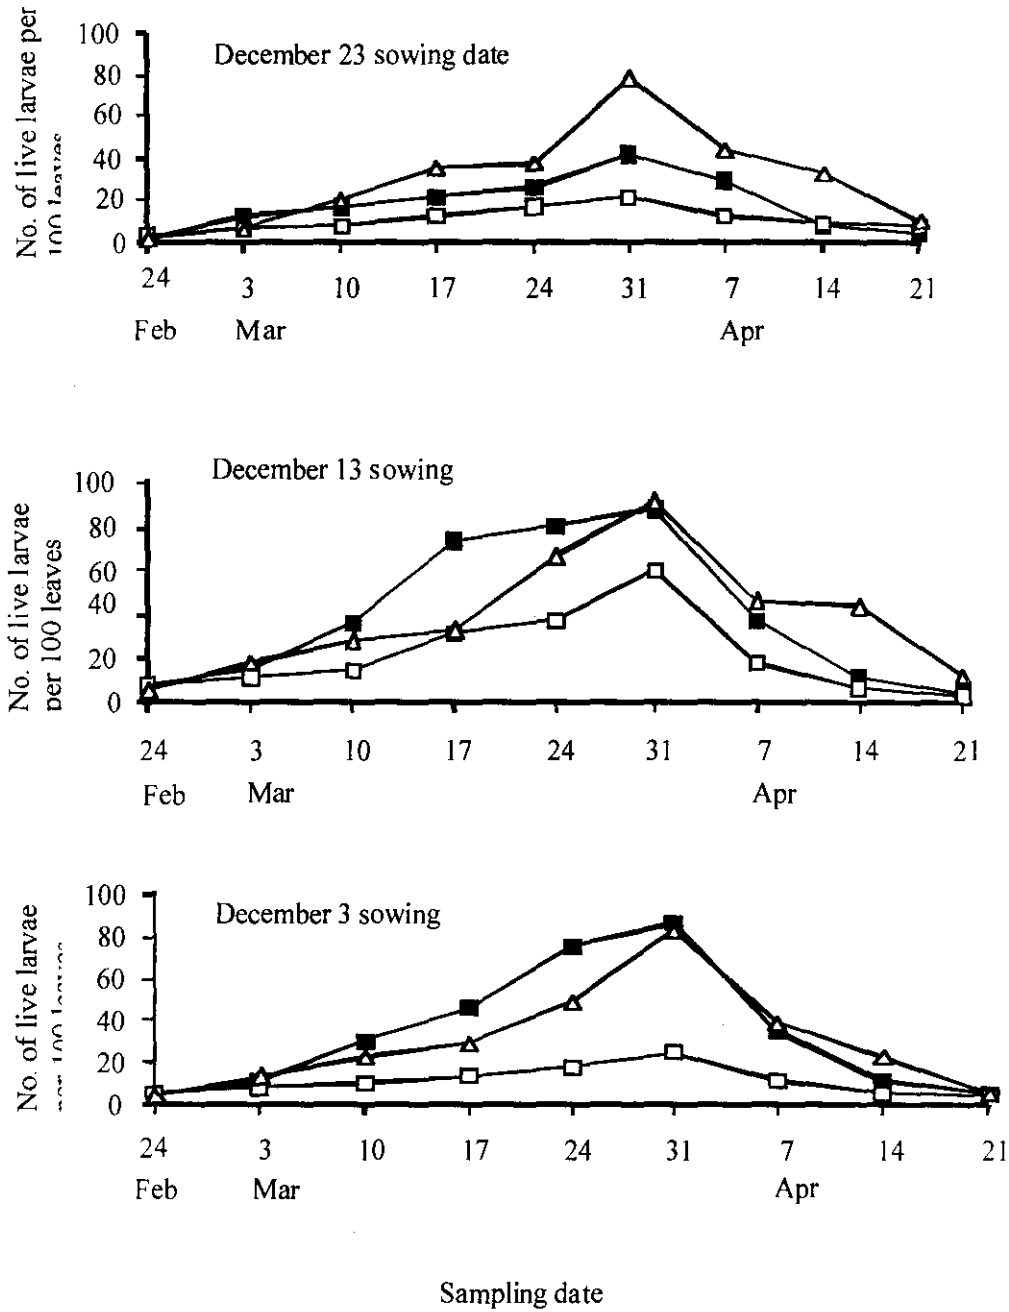 December 23 sowing date
No. of live larvae per
100
80
60
40
20
0
24 3 10 17 24 31 7 14 21
Feb Mar Apr
December 13 sowing
No. of live larvae
per 100 leaves
100
80
60
40
20
0
24 3 10 17 24 31 7 14 21
Feb Mar Apr
December 3 sowing
No. of live larvae
100
80
60
40
20
0
24 3 10 17 24 31 7 14 21
Feb Mar Apr
Sampling date